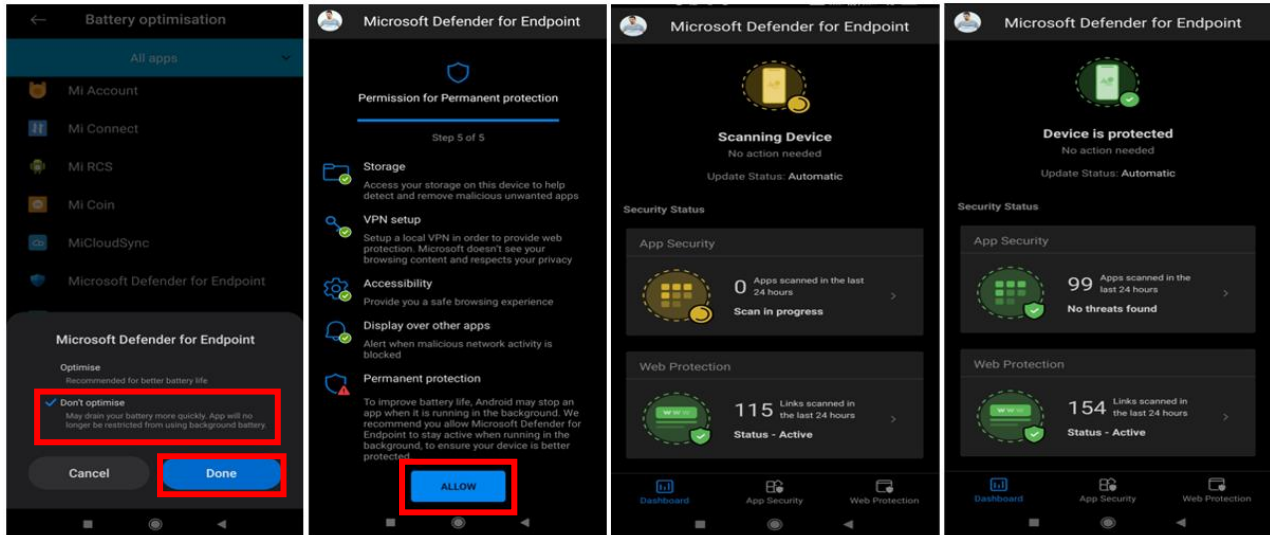 Battery optimisation
All apps
Mi Account
Mi Connect
Mi RCS
Mi Coin
MiCloudSync
Microsoft Defender for Endpoint
Microsoft Defender for Endpoint
Optimise
Recommended for better battery life
Don't optimise
May drain your battery more quickly. App will no
longer be restricted from using background battery.
Cancel
Done
Microsoft Defender for Endpoint
Permission for Permanent protection
Step 5 of 5
Storage
Access your storage on this device to help
detect and remove malicious unwanted apps
VPN setup
Setup a local VPN in order to provide web
protection. Microsoft doesn't see your
browsing content and respects your privacy
Accessibility
Provide you a safe browsing experience
Display over other apps
Alert when malicious network activity is
blocked
Permanent protection
To improve battery life, Android may stop an
app when it is running in the background. We
recommend you allow Microsoft Defender for
Endpoint to stay active when running in the
background, to ensure your device is better
protected
ALLOW
Microsoft Defender for Endpoint
Scanning Device
No action needed
Update Status: Automatic
Security Status
App Security
0 Apps scanned in the last
24 hours
Scan in progress
Web Protection
www
115 Links scanned in
the last 24 hours
Status - Active
Dashboard
App Security
Web Protection
Microsoft Defender for Endpoint
Device is protected
No action needed
Update Status: Automatic
Security Status
App Security
99 Apps scanned in the
last 24 hours
No threats found
Web Protection
www
154 Links scanned in
the last 24 hours
Status - Active
Dashboard
App Security
Web Protection